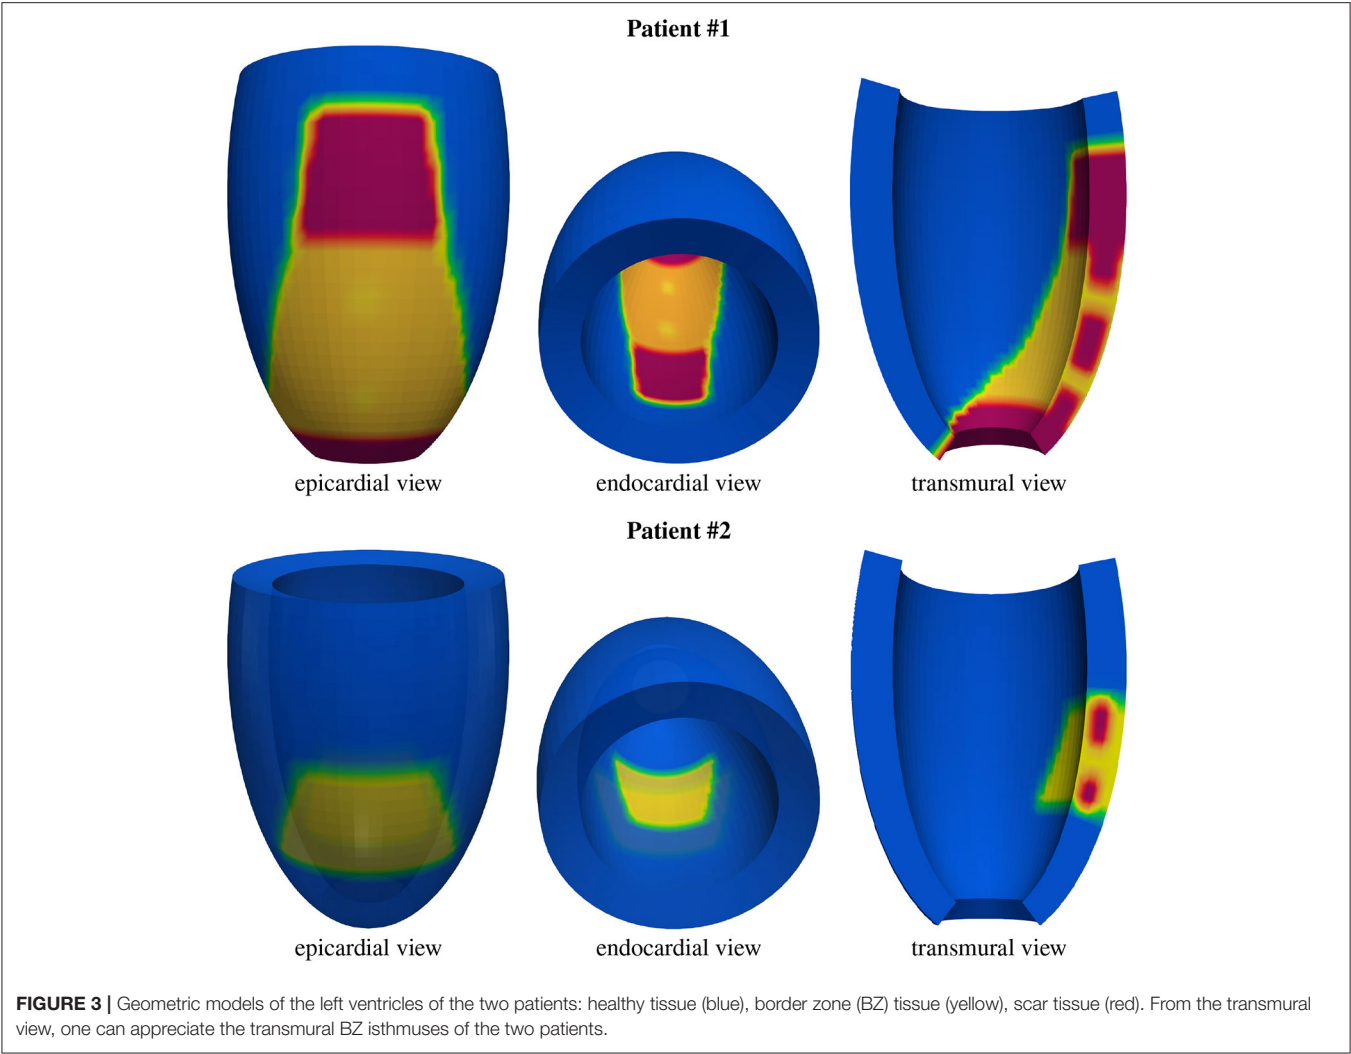 Patient #1
epicardial view
endocardial view
transmural view
Patient #2
epicardial view
endocardial view
transmural view
FIGURE 3 | Geometric models of the left ventricles of the two patients: healthy tissue (blue), border zone (BZ) tissue (yellow), scar tissue (red). From the transmural
view, one can appreciate the transmural BZ isthmuses of the two patients.